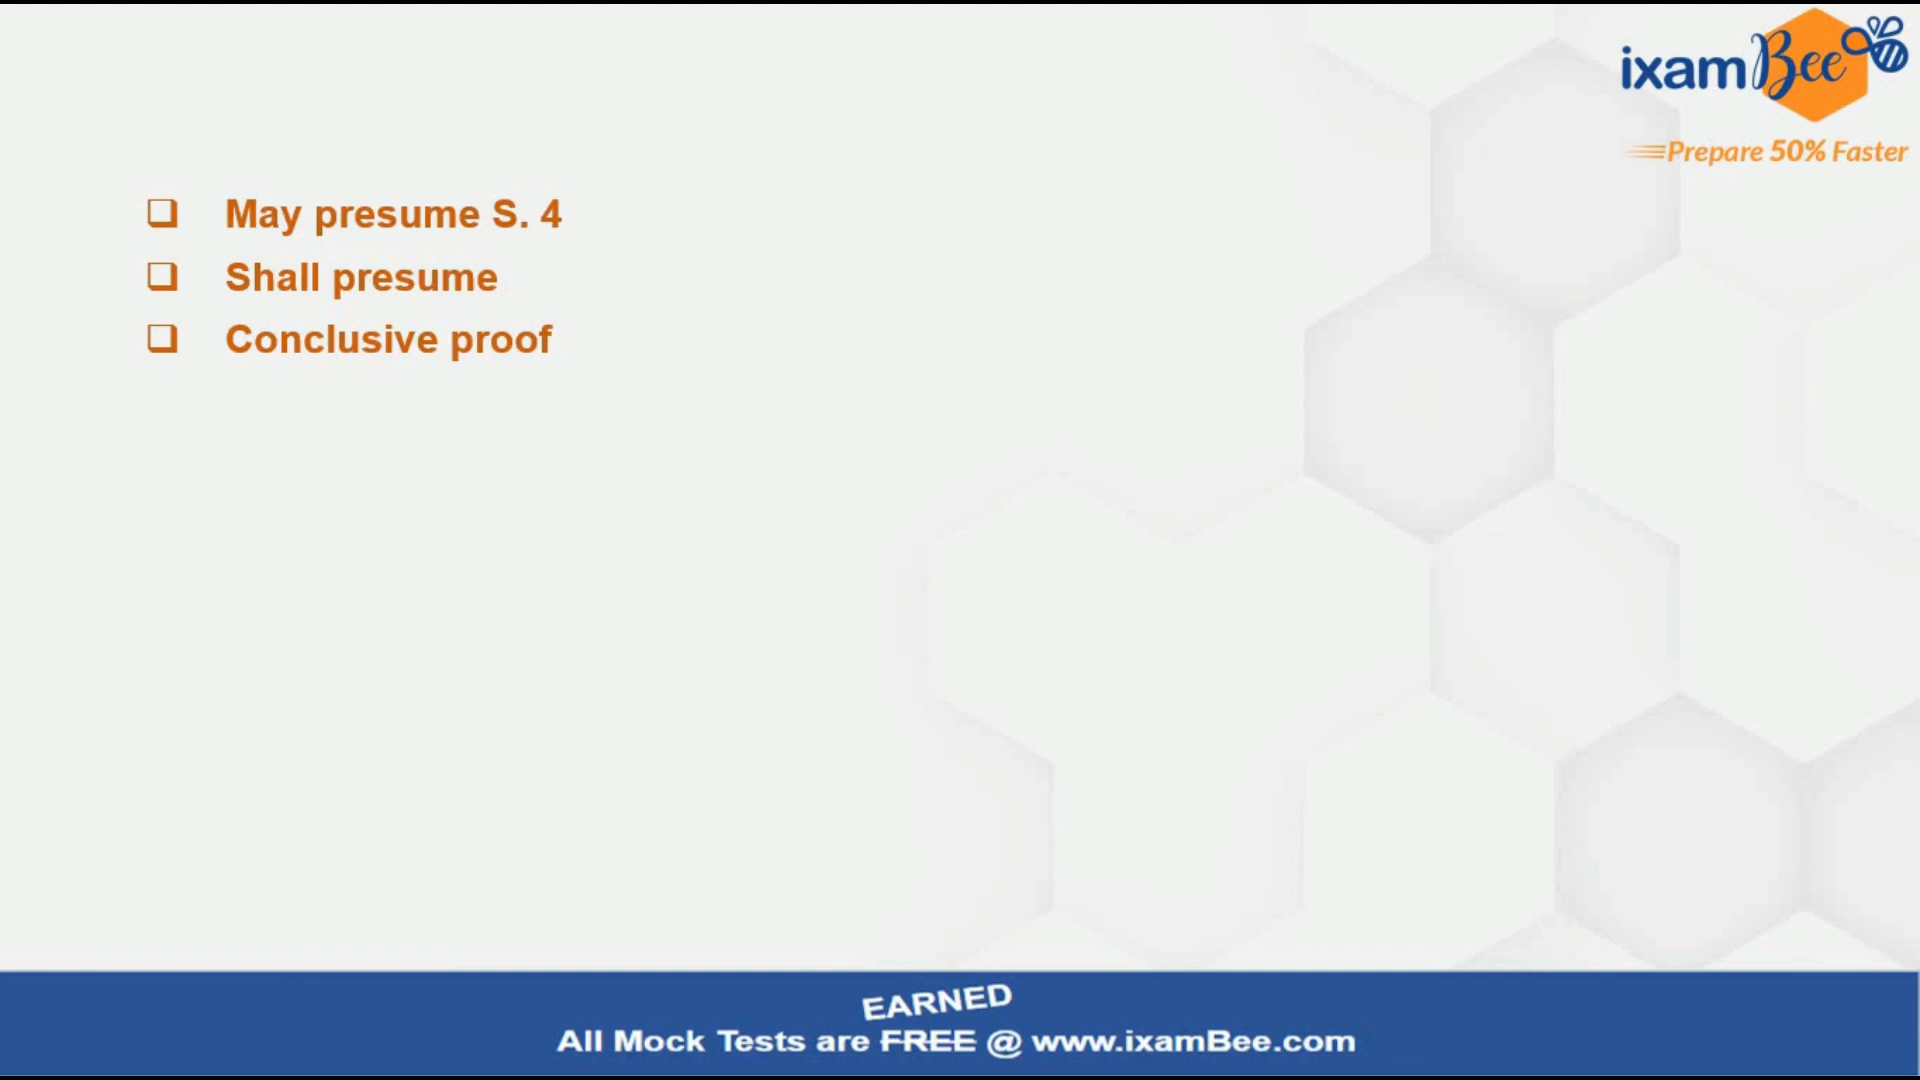 ixamBee
Prepare 50% Faster
❑ May presume S. 4
❑ Shall presume
❑ Conclusive proof
EARNED
All Mock Tests are FREE @ www.ixamBee.com